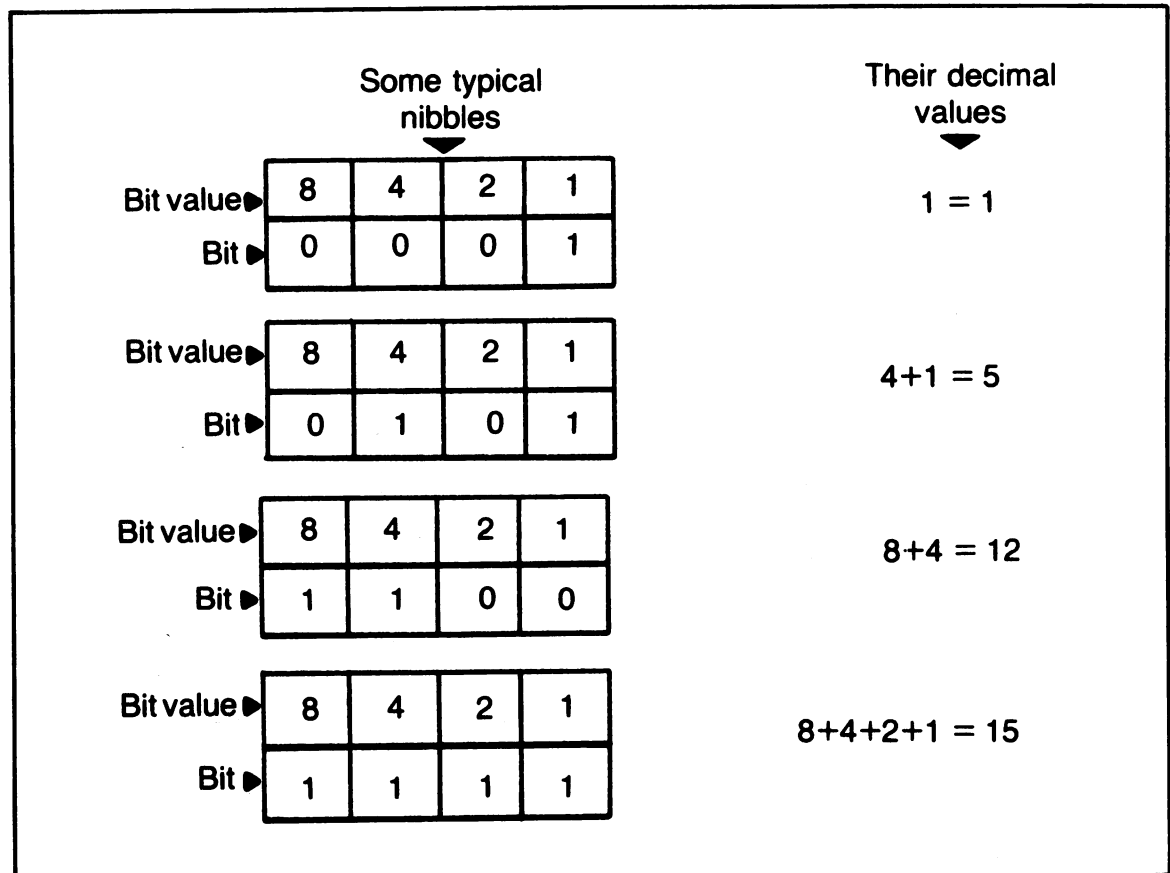 Some typical
nibbles
Their decimal
values
Bit value 8 4 2 1
Bit 0 0 0 1
1 = 1
Bit value 8 4 2 1
Bit 0 1 0 1
4+1 = 5
Bit value 8 4 2 1
Bit 1 1 0 0
8+4 = 12
Bit value 8 4 2 1
Bit 1 1 1 1
8+4+2+1 = 15